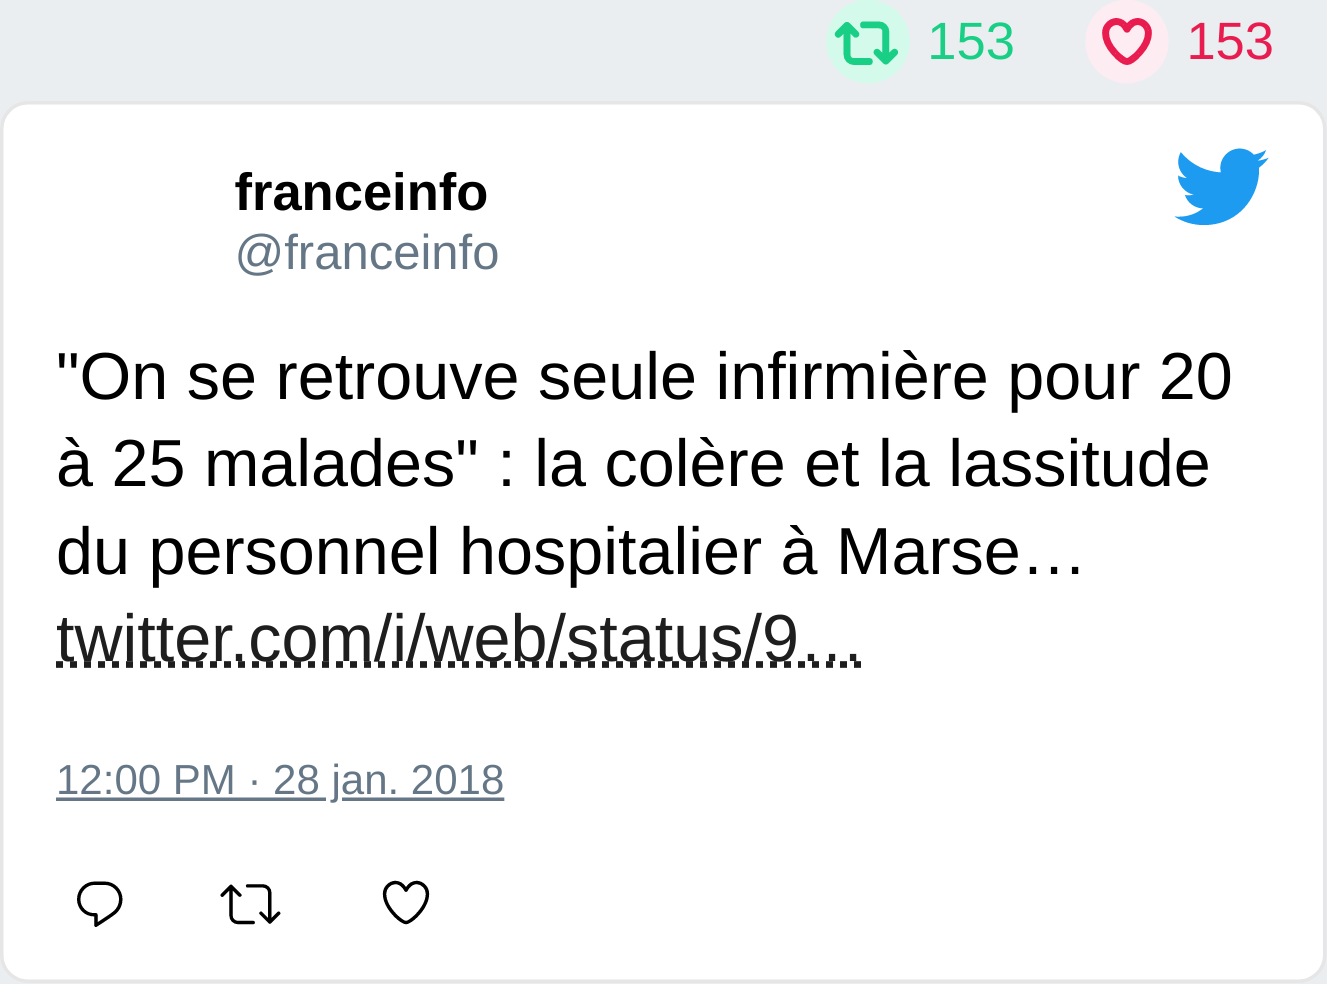 153 153
franceinfo
@franceinfo
"On se retrouve seule infirmière pour 20
à 25 malades" : la colère et la lassitude
du personnel hospitalier à Marse…
twitter.com/i/web/status/9…
12:00 PM · 28 jan. 2018